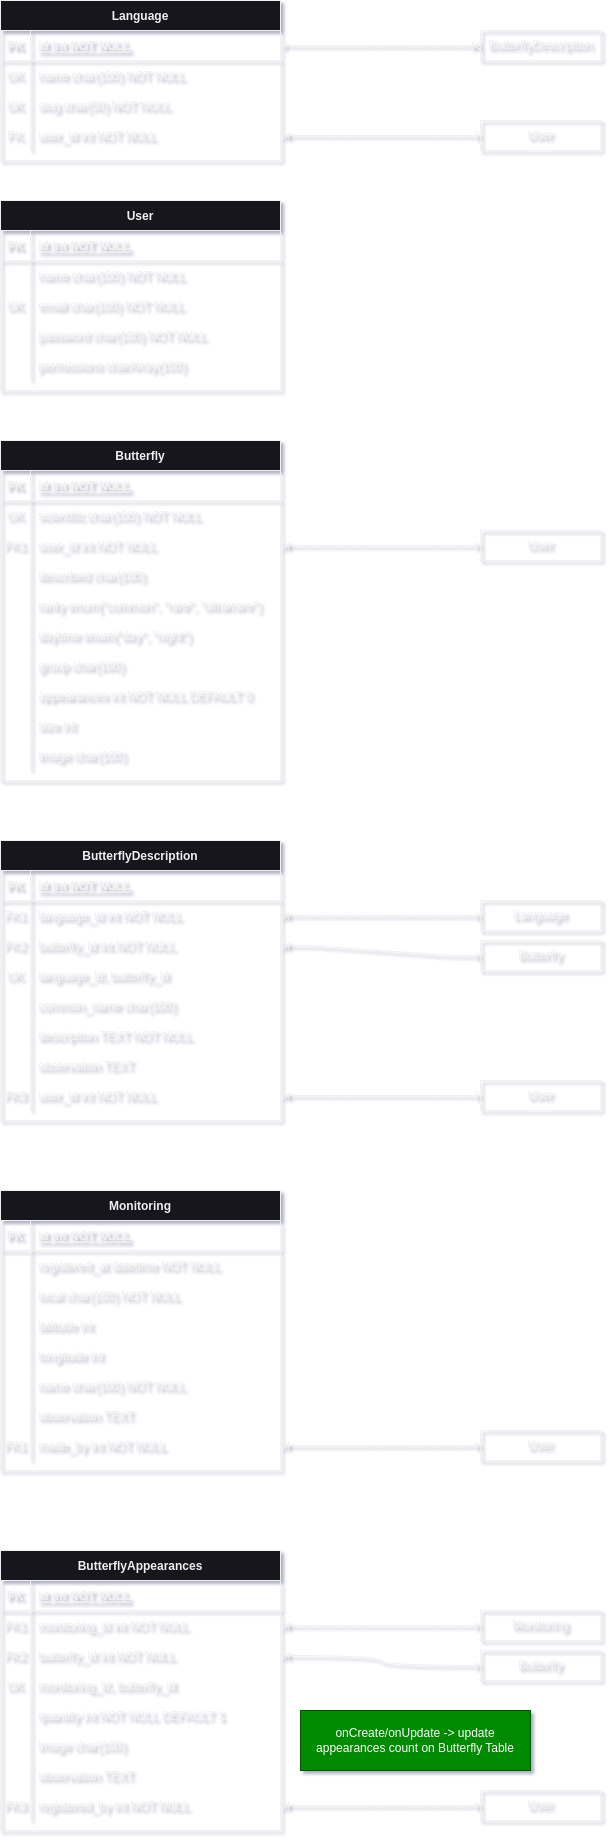 Language
PK id int NOT NULL ButterflyDescription
UK name char(100) NOT NULL
UK slug char(30) NOT NULL
FK user_id int NOT NULL User
User
PK id int NOT NULL
name char(100) NOT NULL
UK email char(100) NOT NULL
password char(100) NOT NULL
permissions charArray(100)
Butterfly
PK id int NOT NULL
UK scientific char(100) NOT NULL
FK1 user_id int NOT NULL User
described char(100)
rarity enum("common", "rare", "ultrarare")
daytime enum("day", "night")
group char(100)
appearances int NOT NULL DEFAULT 0
size int
image char(100)
ButterflyDescription
PK id int NOT NULL
FK1 language_id int NOT NULL Language
FK2 butterfly_id int NOT NULL Butterfly
UK language_id, butterfly_id
common_name char(100)
description TEXT NOT NULL
observation TEXT
FK3 user_id int NOT NULL User
Monitoring
PK id int NOT NULL
registered_at datetime NOT NULL
local char(100) NOT NULL
latitude int
longitude int
name char(100) NOT NULL
observation TEXT
FK1 made_by int NOT NULL User
ButterflyAppearances
PK id int NOT NULL
FK1 monitoring_id int NOT NULL Monitoring
FK2 butterfly_id int NOT NULL Butterfly
UK monitoring_id, butterfly_id
quantity int NOT NULL DEFAULT 1
onCreate/onUpdate -> update
appearances count on Butterfly Table
image char(100)
observation TEXT
FK3 registered_by int NOT NULL User